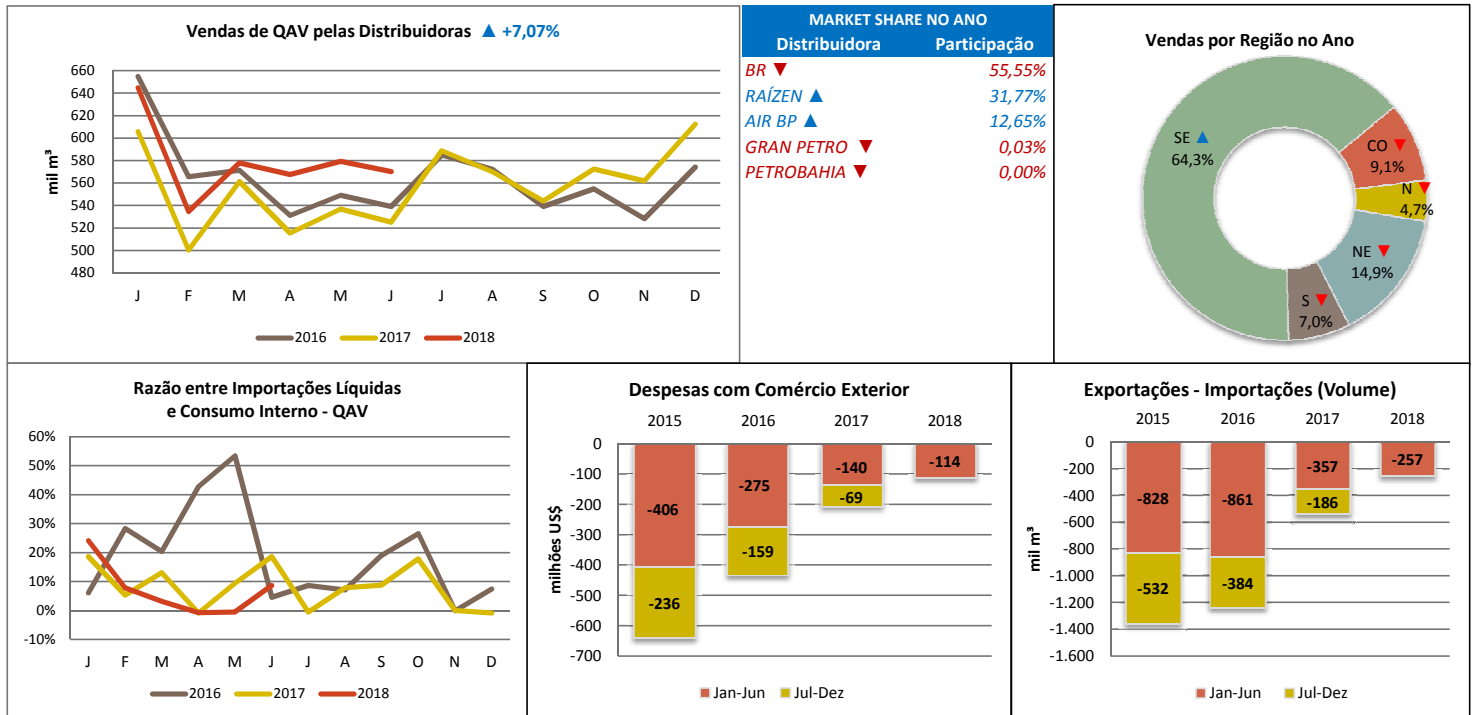 Vendas de QAV pelas Distribuidoras ▲ +7,07%
mil m³
660
640
620
600
580
560
540
520
500
480
J F M A M J J A S O N D
2016 2017 2018
MARKET SHARE NO ANO
Distribuidora Participação
BR ▼ 55,55%
RAÍZEN ▲ 31,77%
AIR BP ▲ 12,65%
GRAN PETRO ▼ 0,03%
PETROBAHIA ▼ 0,00%
Vendas por Região no Ano
SE ▲
64,3%
CO ▼
9,1%
N ▼
4,7%
NE ▼
14,9%
S ▼
7,0%
Razão entre Importações Líquidas
e Consumo Interno - QAV
60%
50%
40%
30%
20%
10%
0%
-10%
J F M A M J J A S O N D
2016 2017 2018
Despesas com Comércio Exterior
2015 2016 2017 2018
milhões US$
0
-100
-200
-300
-400
-500
-600
-700
-406
-236
-275
-159
-140
-69
-114
Jan-Jun Jul-Dez
Exportações - Importações (Volume)
2015 2016 2017 2018
mil m³
0
-200
-400
-600
-800
-1.000
-1.200
-1.400
-1.600
-828
-532
-861
-384
-357
-186
-257
Jan-Jun Jul-Dez